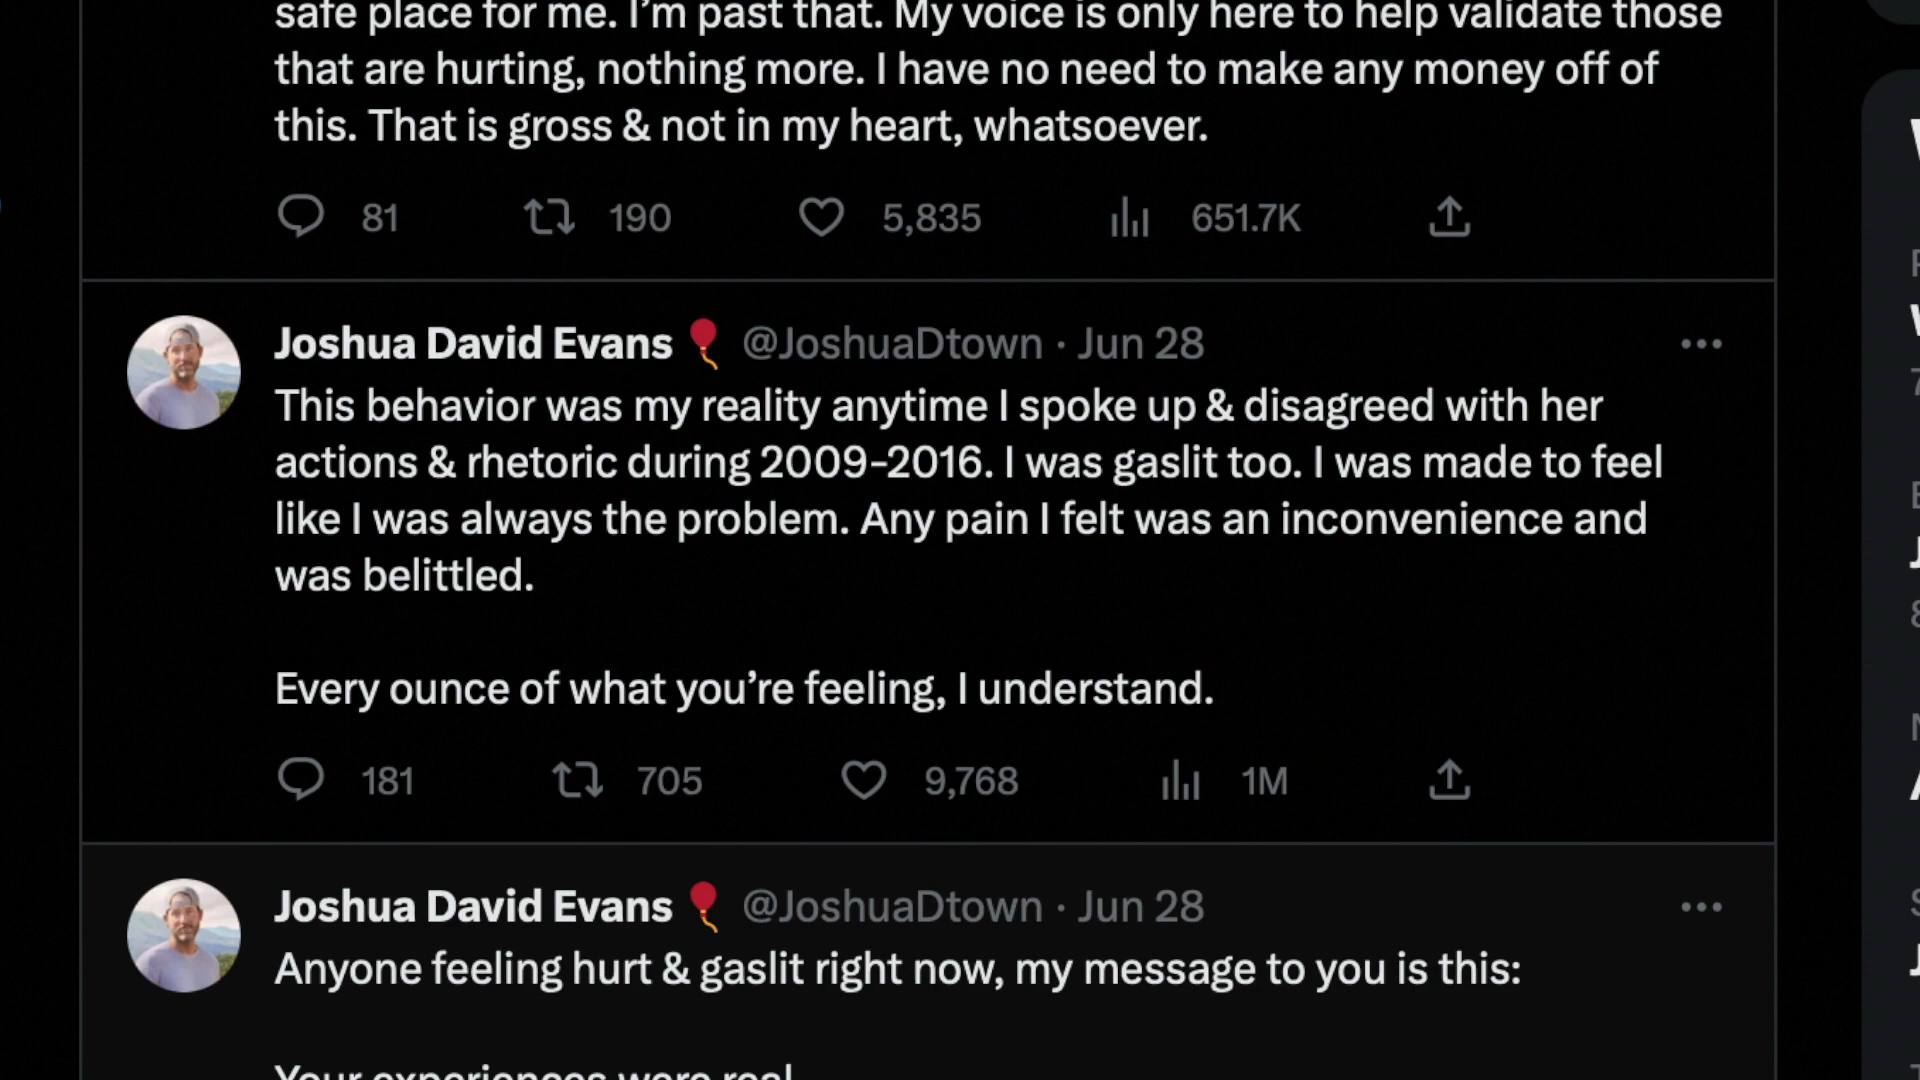 safe place for me. I'm past that. My voice is only here to help validate those
that are hurting, nothing more. I have no need to make any money off of
this. That is gross & not in my heart, whatsoever.
81 190 5,835 651.7K
Joshua David Evans🎈 @JoshuaDtown · Jun 28
This behavior was my reality anytime I spoke up & disagreed with her
actions & rhetoric during 2009-2016. I was gaslit too. I was made to feel
like I was always the problem. Any pain I felt was an inconvenience and
was belittled.
Every ounce of what you’re feeling, I understand.
181 705 9,768 1M
Joshua David Evans🎈 @JoshuaDtown · Jun 28
Anyone feeling hurt & gaslit right now, my message to you is this:
Your experiences were real